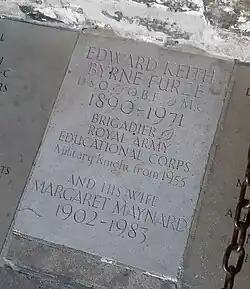 EDWARD KEITH
BYRNE FURZE
D.S.O. O.B.E. M.C.
1890-1971
BRIGADIER
ROYAL ARMY
EDUCATIONAL CORPS
Military Knight from 1955
AND HIS WIFE
MARGARET MAYNARD
1902-1983